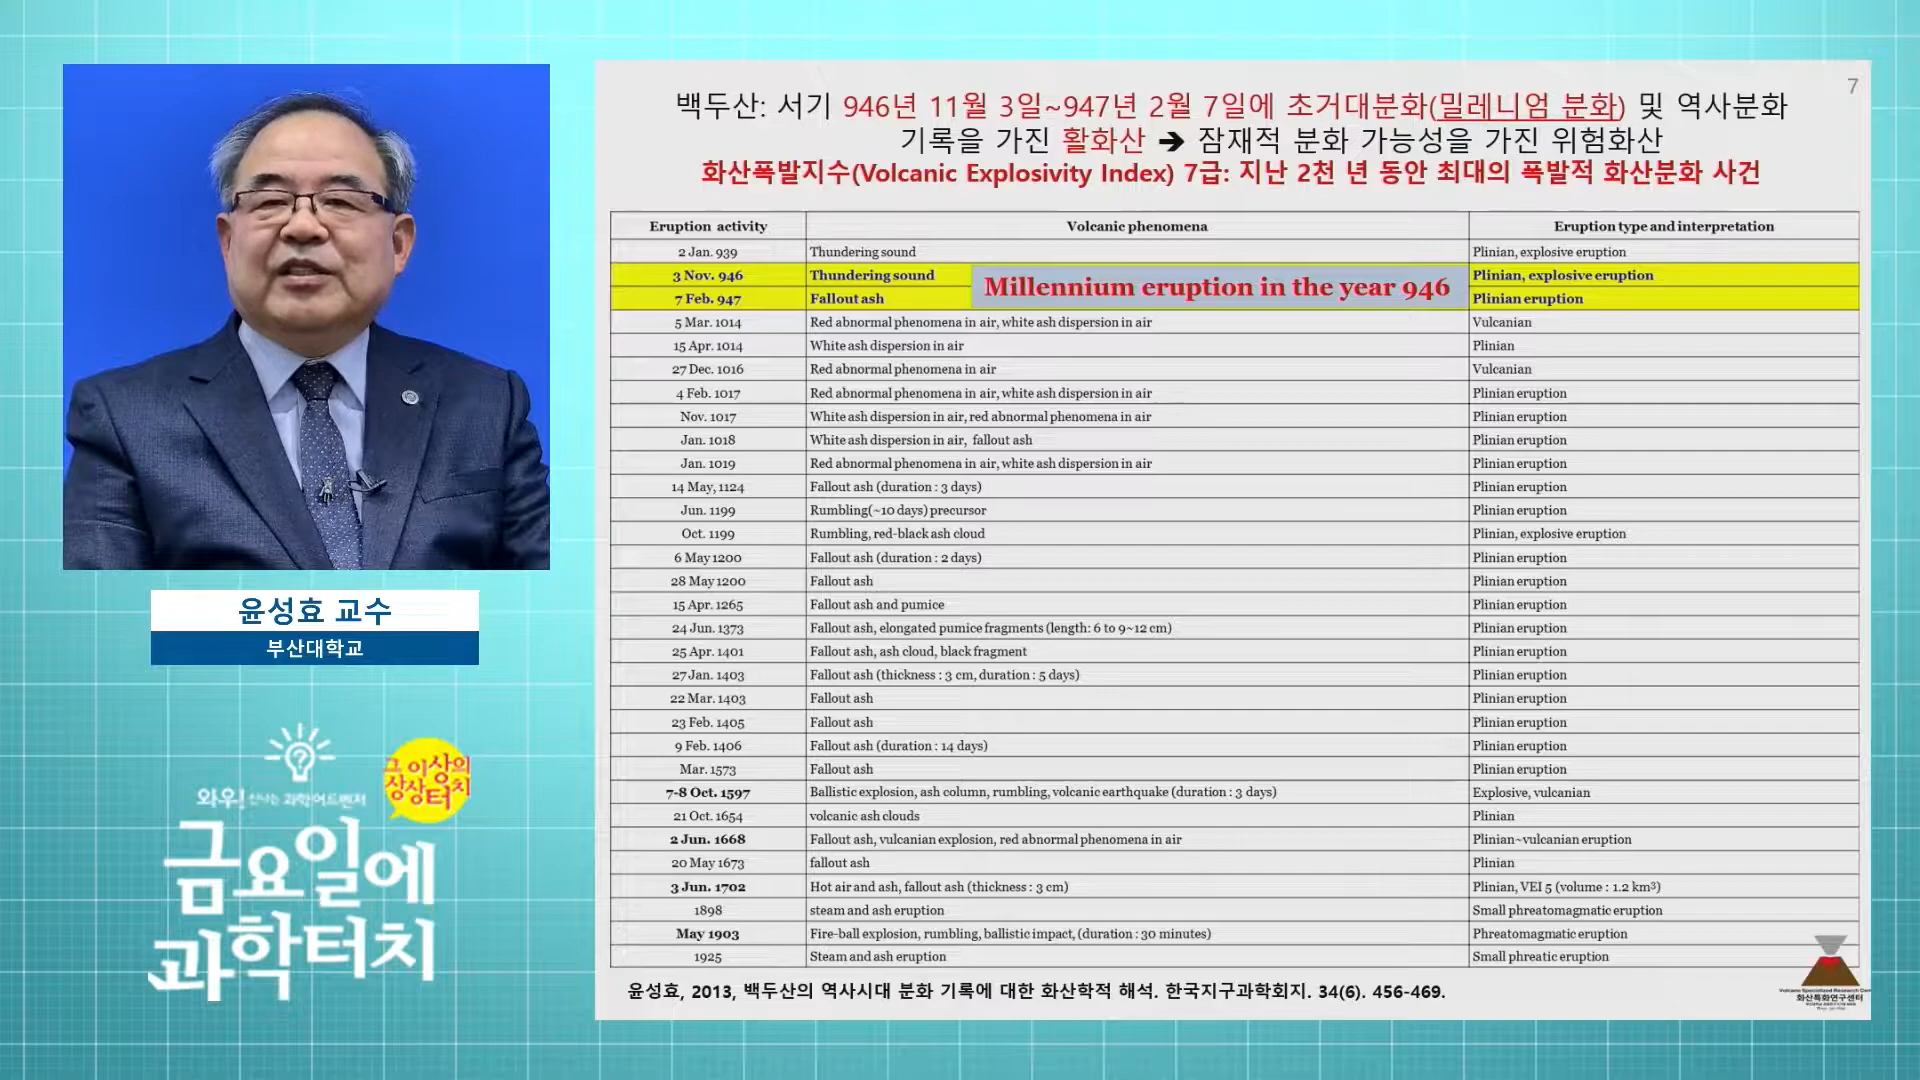 7
백두산: 서기 946년 11월 3일~947년 2월 7일에 초거대분화(밀레니엄 분화) 및 역사분화
기록을 가진 활화산 ➔ 잠재적 분화 가능성을 가진 위험화산
화산폭발지수(Volcanic Explosivity Index) 7급: 지난 2천 년 동안 최대의 폭발적 화산분화 사건
Eruption activity Volcanic phenomena Eruption type and interpretation
2 Jan. 939 Thundering sound Plinian, explosive eruption
3 Nov. 946 Thundering sound Plinian, explosive eruption
Millennium eruption in the year 946
7 Feb. 947 Fallout ash Plinian eruption
5 Mar. 1014 Red abnormal phenomena in air, white ash dispersion in air Vulcanian
15 Apr. 1014 White ash dispersion in air Plinian
27 Dec. 1016 Red abnormal phenomena in air Vulcanian
4 Feb. 1017 Red abnormal phenomena in air, white ash dispersion in air Plinian eruption
Nov. 1017 White ash dispersion in air, red abnormal phenomena in air Plinian eruption
Jan. 1018 White ash dispersion in air, fallout ash Plinian eruption
Jan. 1019 Red abnormal phenomena in air, white ash dispersion in air Plinian eruption
14 May, 1124 Fallout ash (duration : 3 days) Plinian eruption
Jun. 1199 Rumbling(~10 days) precursor Plinian eruption
Oct. 1199 Rumbling, red-black ash cloud Plinian, explosive eruption
6 May 1200 Fallout ash (duration : 2 days) Plinian eruption
28 May 1200 Fallout ash Plinian eruption
15 Apr. 1265 Fallout ash and pumice Plinian eruption
24 Jun. 1373 Fallout ash, elongated pumice fragments (length: 6 to 9~12 cm) Plinian eruption
25 Apr. 1401 Fallout ash, ash cloud, black fragment Plinian eruption
27 Jan. 1403 Fallout ash (thickness : 3 cm, duration : 5 days) Plinian eruption
22 Mar. 1403 Fallout ash Plinian eruption
23 Feb. 1405 Fallout ash Plinian eruption
9 Feb. 1406 Fallout ash (duration : 14 days) Plinian eruption
Mar. 1573 Fallout ash Plinian eruption
7-8 Oct. 1597 Ballistic explosion, ash column, rumbling, volcanic earthquake (duration : 3 days) Explosive, vulcanian
21 Oct. 1654 volcanic ash clouds Plinian
2 Jun. 1668 Fallout ash, vulcanian explosion, red abnormal phenomena in air Plinian~vulcanian eruption
20 May 1673 fallout ash Plinian
3 Jun. 1702 Hot air and ash, fallout ash (thickness : 3 cm) Plinian, VEI 5 (volume : 1.2 km³)
1898 steam and ash eruption Small phreatomagmatic eruption
May 1903 Fire-ball explosion, rumbling, ballistic impact, (duration : 30 minutes) Phreatomagmatic eruption
1925 Steam and ash eruption Small phreatic eruption
윤성효, 2013, 백두산의 역사시대 분화 기록에 대한 화산학적 해석. 한국지구과학회지. 34(6). 456-469.
화산특화연구센터
윤성효 교수
부산대학교
그 이상의
상상터치
와우! 신나는 과학어드벤처
금요일에
과학터치